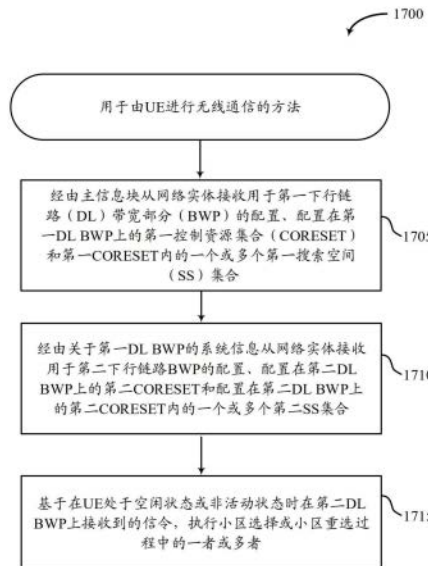 1700
用于由UE进行无线通信的方法
经由主信息块从网络实体接收用于第一下行链
路（DL）带宽部分（BWP）的配置、配置在第
一DL BWP上的第一控制资源集合（CORESET）
和第一CORESET内的一个或多个第一搜索空间
（SS）集合
1705
经由关于第一DL BWP的系统信息从网络实体接收
用于第二下行链路BWP的配置、配置在第二DL
BWP上的第二CORESET和配置在第二DL BWP上
的第二CORESET内的一个或多个第二SS集合
1710
基于在UE处于空闲状态或非活动状态时在第二DL
BWP上接收到的信令，执行小区选择或小区重选过
程中的一者或多者
1715